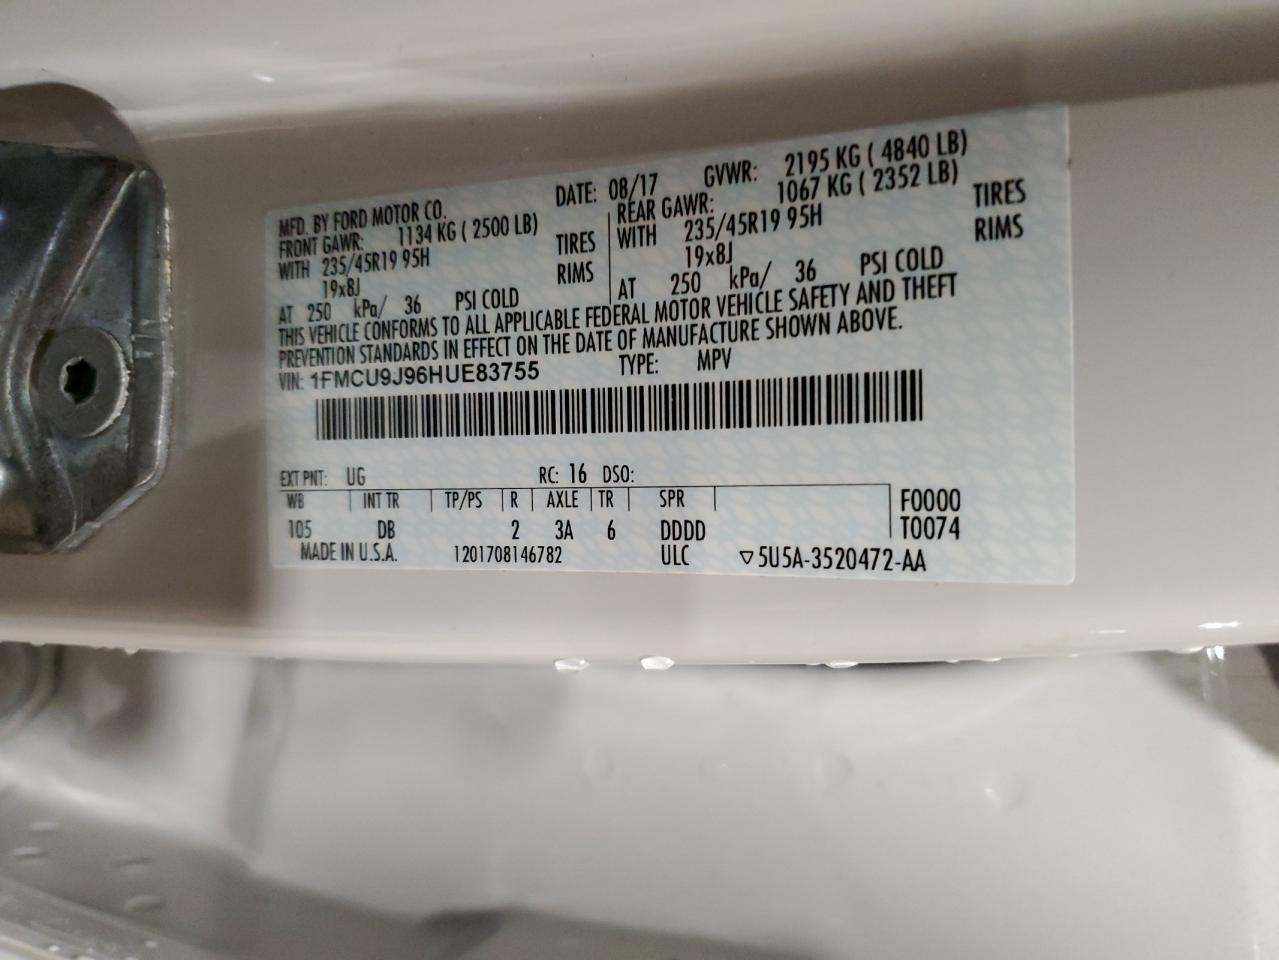 MFD. BY FORD MOTOR CO. DATE: 08/17 GVWR: 2195 KG ( 4840 LB)
FRONT GAWR: 1134 KG ( 2500 LB) REAR GAWR: 1067 KG ( 2352 LB)
WITH 235/45R19 95H TIRES WITH 235/45R19 95H TIRES
19x8J RIMS 19x8J RIMS
AT 250 kPa/ 36 PSI COLD AT 250 kPa/ 36 PSI COLD
THIS VEHICLE CONFORMS TO ALL APPLICABLE FEDERAL MOTOR VEHICLE SAFETY AND THEFT
PREVENTION STANDARDS IN EFFECT ON THE DATE OF MANUFACTURE SHOWN ABOVE.
VIN: 1FMCU9J96HUE83755 TYPE: MPV
EXT PNT: UG RC: 16 DSO:
WB INT TR TP/PS R AXLE TR SPR F0000
105 DB 2 3A 6 DDDD T0074
MADE IN U.S.A. 1201708146782 ULC ▽5U5A-3520472-AA